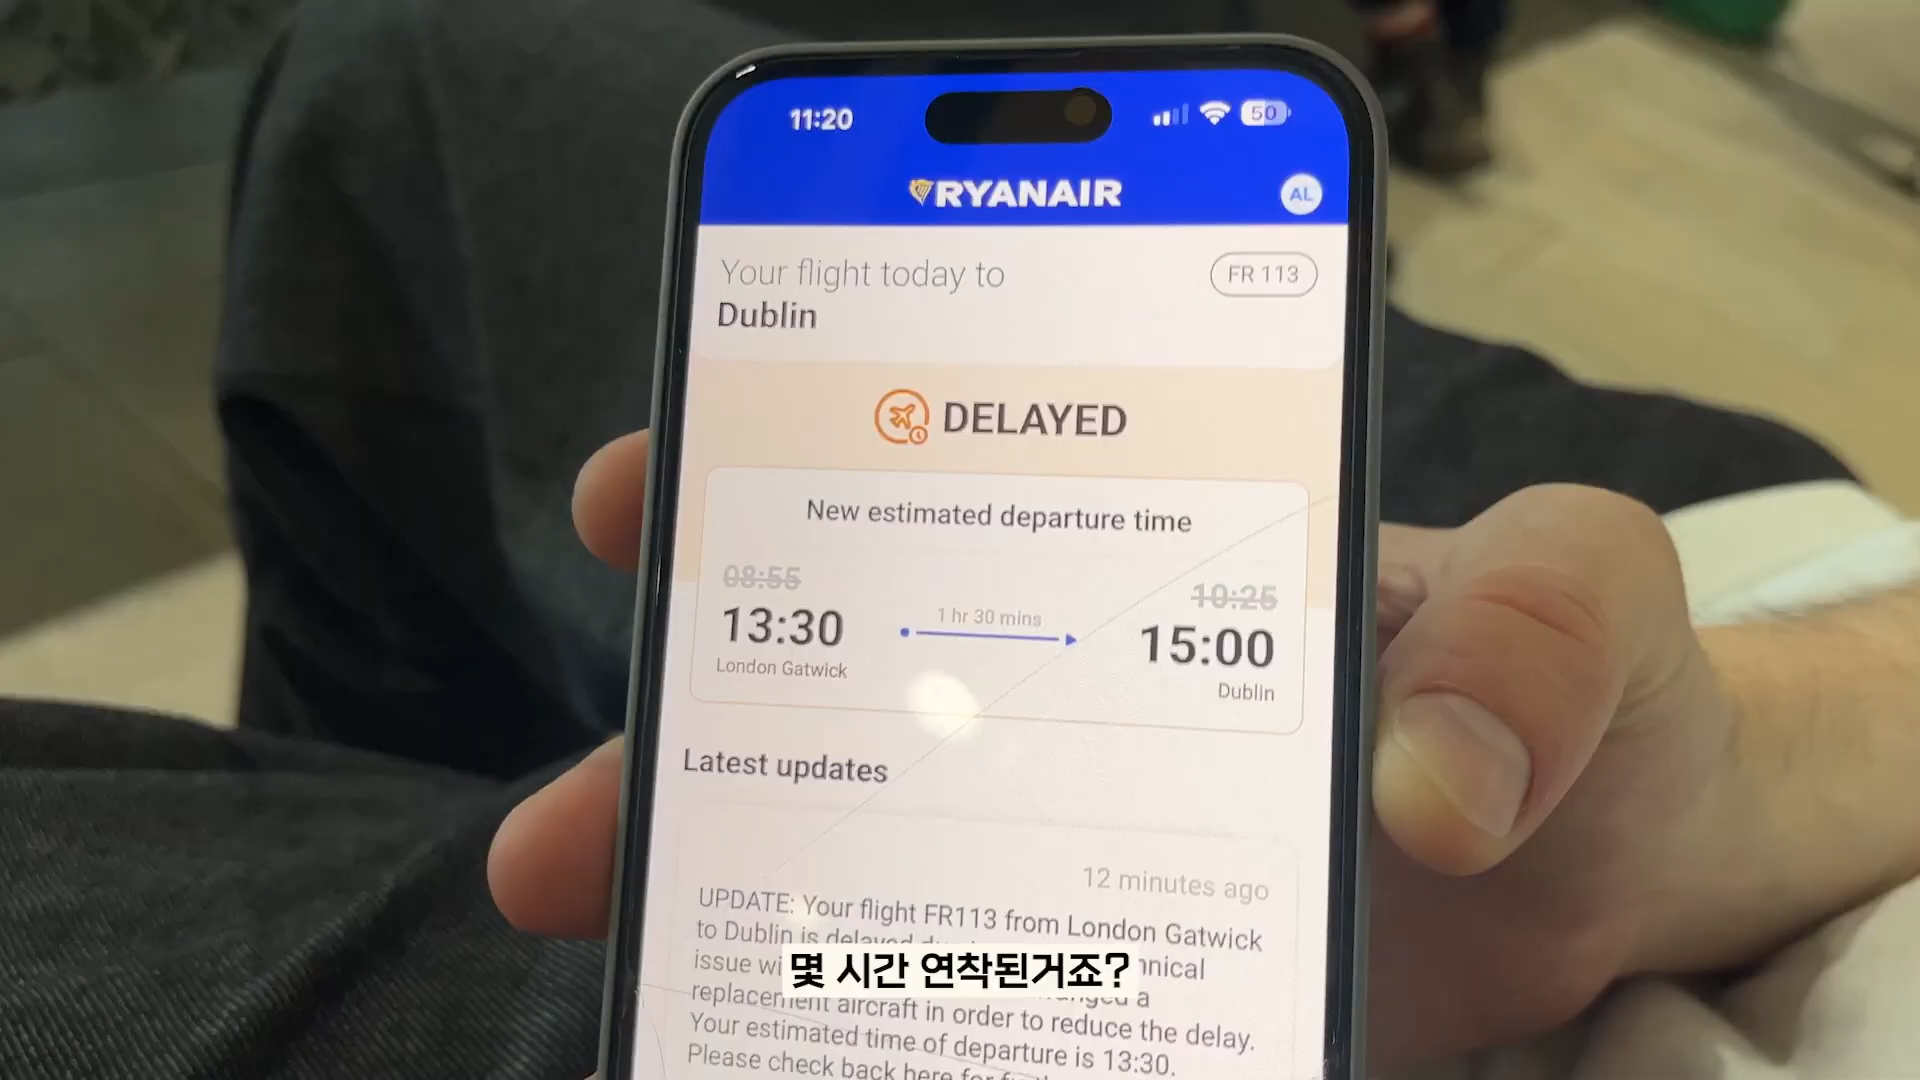 11:20
50
RYANAIR
AL
Your flight today to
FR 113
Dublin
DELAYED
New estimated departure time
08:55
10:25
13:30
1 hr 30 mins
15:00
London Gatwick
Dublin
Latest updates
12 minutes ago
UPDATE: Your flight FR113 from London Gatwick
to Dublin is delayed
issue
replacement aircraft in order to reduce the delay.
Your estimated time of departure is 13:30.
Please check back here for
몇 시간 연착된거죠?